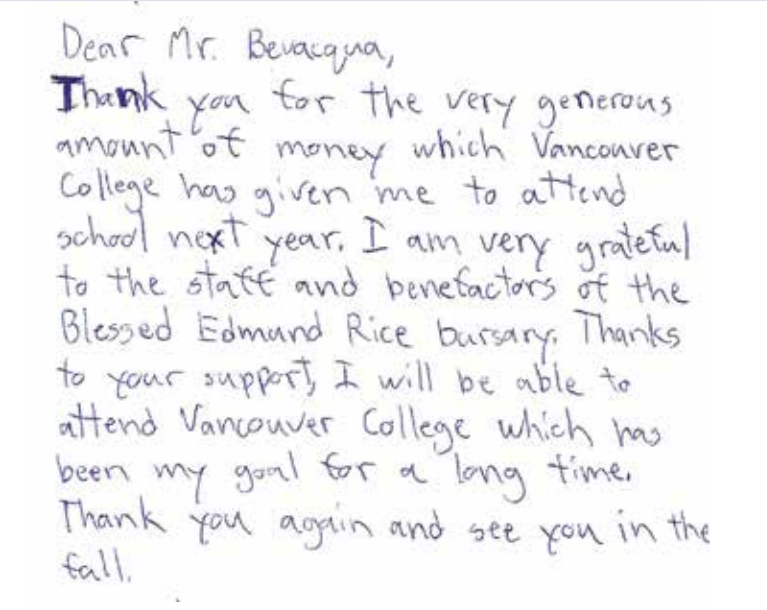 Dear Mr. Bevacqua,
Thank you for the very generous
amount of money which Vancouver
College has given me to attend
school next year. I am very grateful
to the staff and benefactors of the
Blessed Edmund Rice bursary. Thanks
to your support, I will be able to
attend Vancouver College which has
been my goal for a long time.
Thank you again and see you in the
fall.